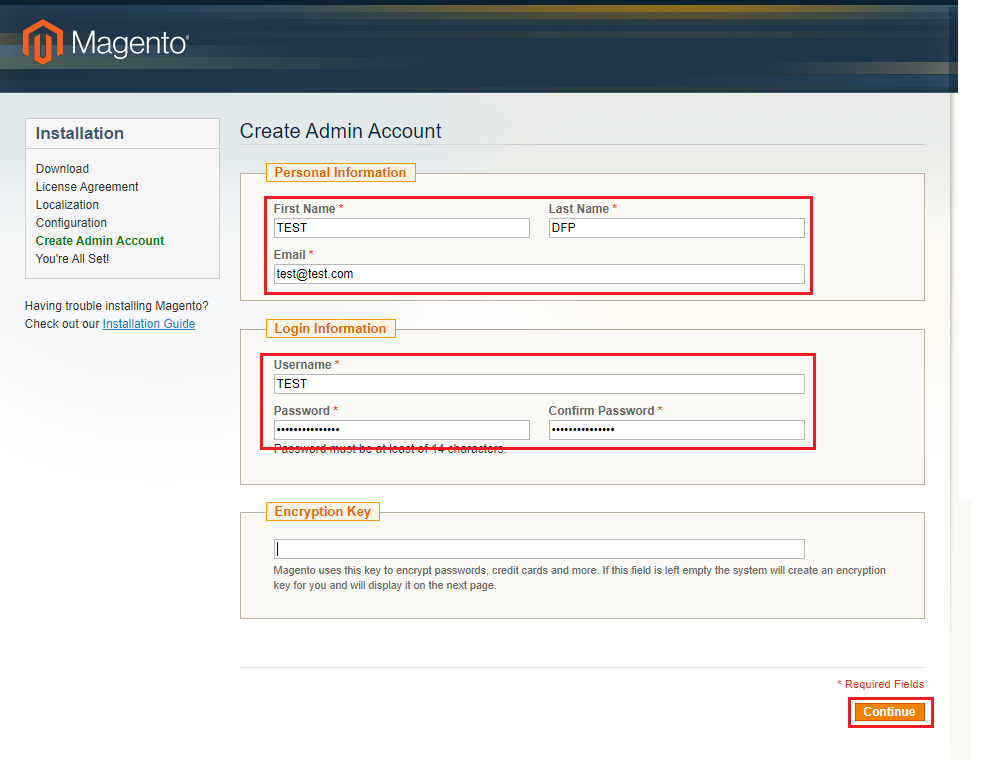 Magento
Installation
Download
License Agreement
Localization
Configuration
Create Admin Account
You're All Set!
Having trouble installing Magento?
Check out our Installation Guide
Create Admin Account
Personal Information
First Name *
Last Name *
TEST
DFP
Email *
test@test.com
Login Information
Username *
TEST
Password *
Confirm Password *
•••••••••••••••
•••••••••••••••
Password must be at least of 14 characters.
Encryption Key
Magento uses this key to encrypt passwords, credit cards and more. If this field is left empty the system will create an encryption
key for you and will display it on the next page.
* Required Fields
Continue